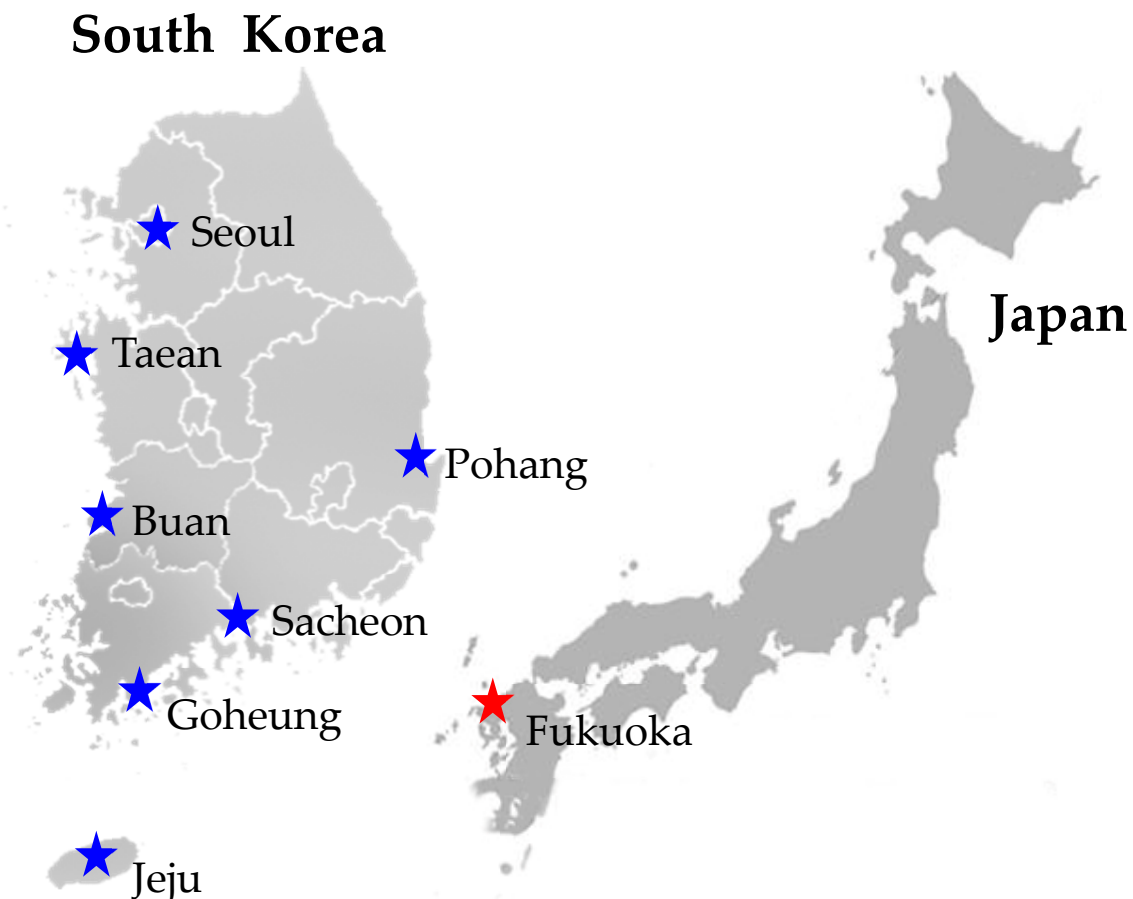 South Korea
Seoul
Japan
Taean
Pohang
Buan
Sacheon
Goheung
Fukuoka
Jeju